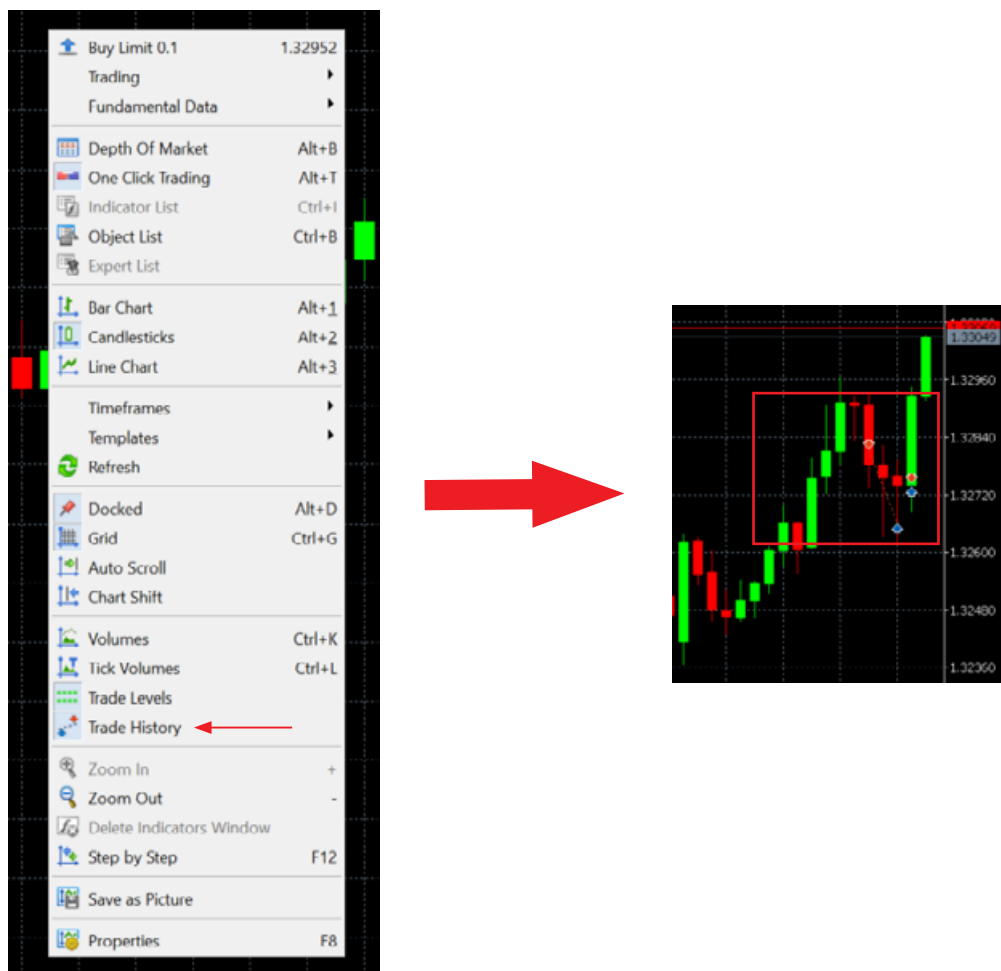 Buy Limit 0.1 1.32952
Trading
Fundamental Data
Depth Of Market Alt+B
One Click Trading Alt+T
Indicator List Ctrl+I
Object List Ctrl+B
Expert List
Bar Chart Alt+1
Candlesticks Alt+2
Line Chart Alt+3
Timeframes
Templates
Refresh
Docked Alt+D
Grid Ctrl+G
Auto Scroll
Chart Shift
Volumes Ctrl+K
Tick Volumes Ctrl+L
Trade Levels
Trade History
Zoom In +
Zoom Out -
Delete Indicators Window
Step by Step F12
Save as Picture
Properties F8
1.33049
1.32960
1.32840
1.32720
1.32600
1.32480
1.32360